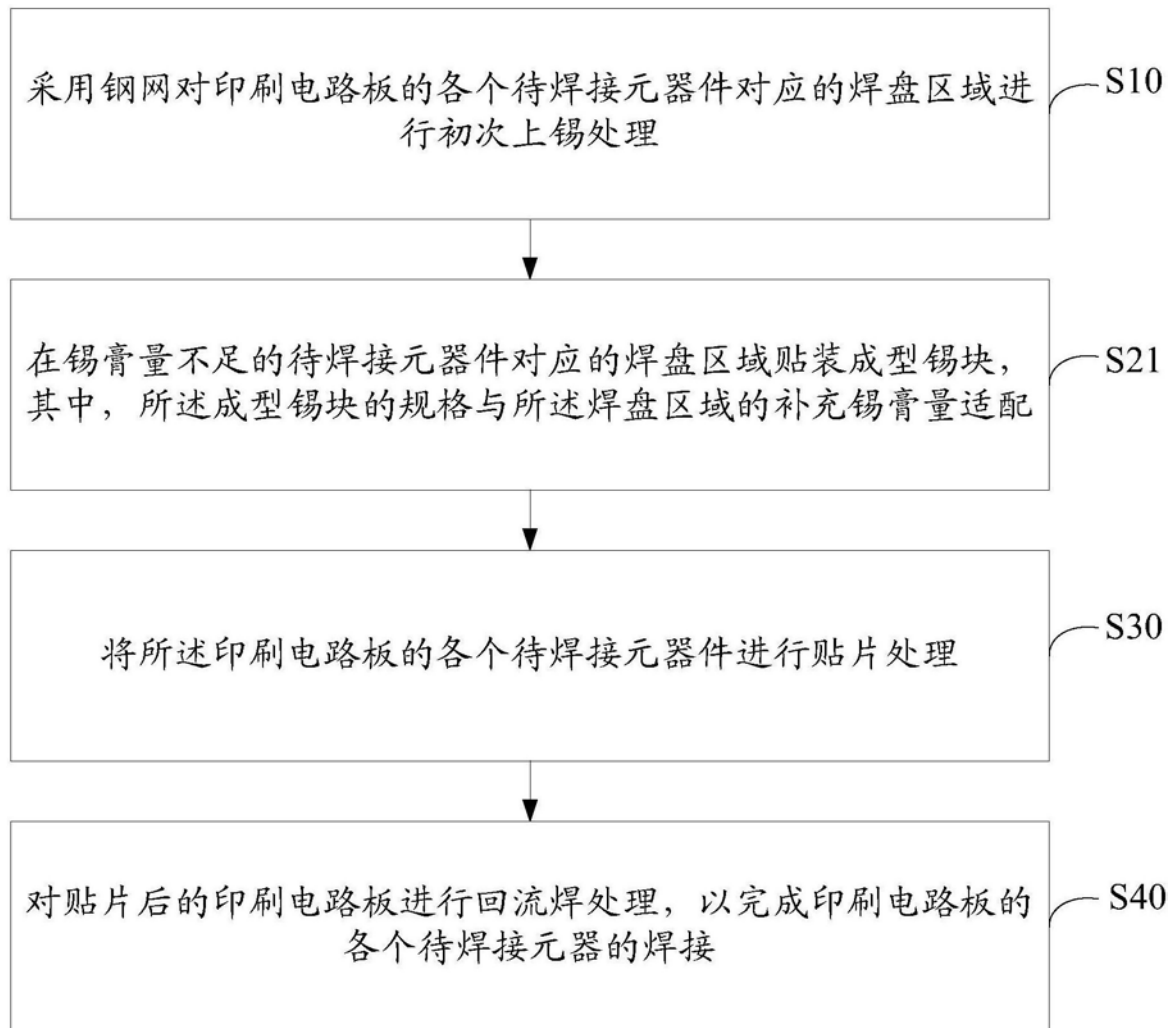 采用钢网对印刷电路板的各个待焊接元器件对应的焊盘区域进
行初次上锡处理
S10
在锡膏量不足的待焊接元器件对应的焊盘区域贴装成型锡块，
其中，所述成型锡块的规格与所述焊盘区域的补充锡膏量适配
S21
将所述印刷电路板的各个待焊接元器件进行贴片处理
S30
对贴片后的印刷电路板进行回流焊处理，以完成印刷电路板的
各个待焊接元器的焊接
S40